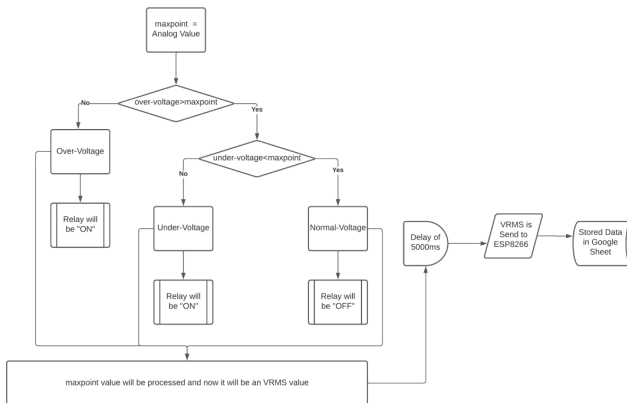 maxpoint =
Analog Value
over-voltage>maxpoint
No
Yes
Over-Voltage
under-voltage<maxpoint
No
Yes
Relay will
be "ON"
Under-Voltage
Normal-Voltage
Delay of
5000ms
VRMS is
Send to
ESP8266
Stored Data
in Google
Sheet
Relay will
be "ON"
Relay will
be "OFF"
maxpoint value will be processed and now it will be an VRMS value